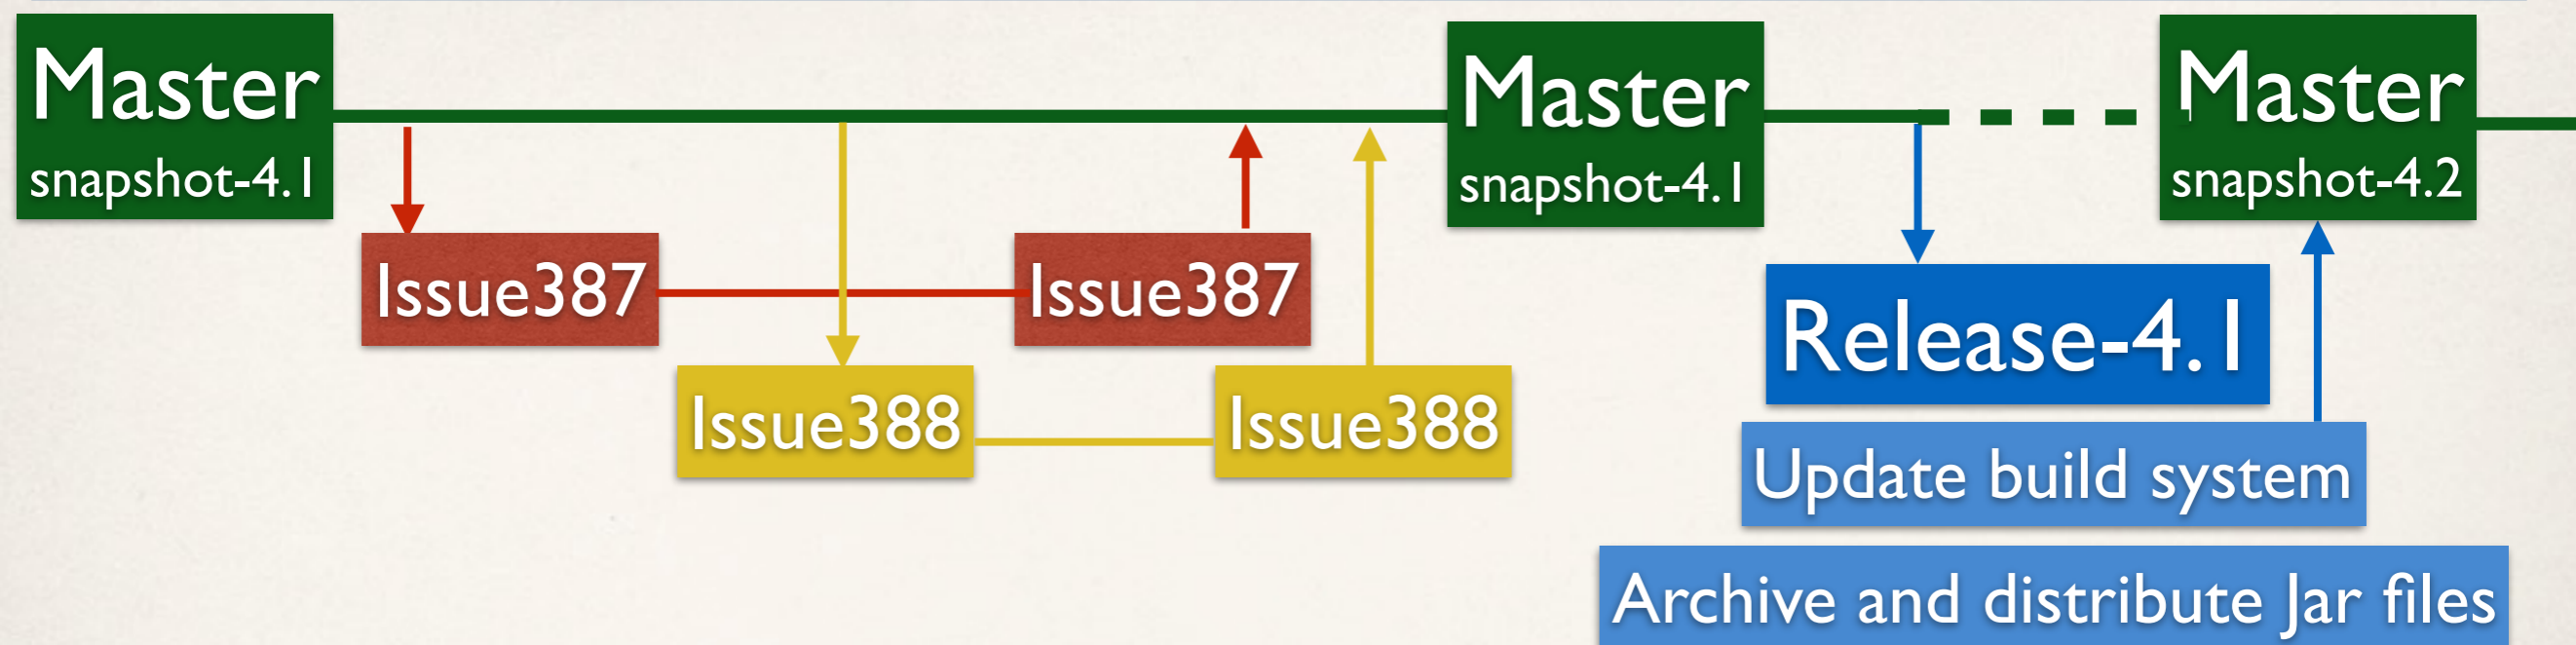 Master
snapshot-4.1
Master
snapshot-4.1
Master
snapshot-4.2
Issue387
Issue387
Release-4.1
Issue388
Issue388
Update build system
Archive and distribute Jar files